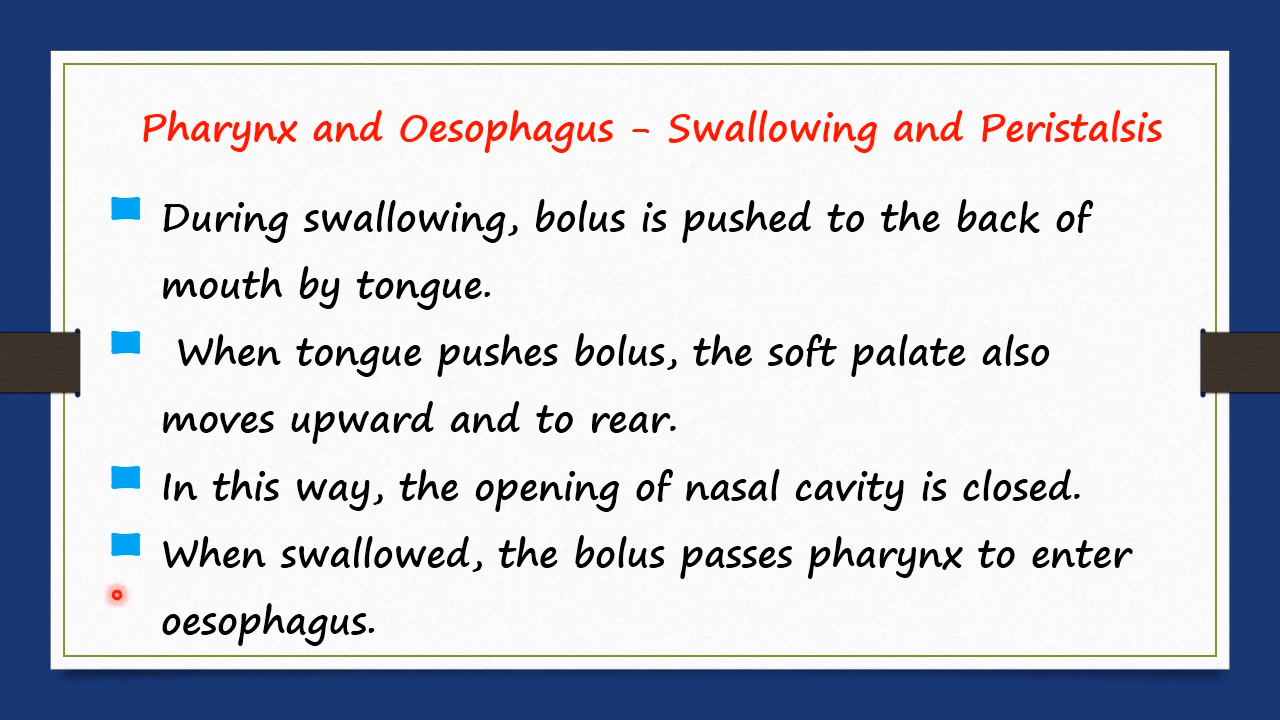 Pharynx and Oesophagus - Swallowing and Peristalsis
During swallowing, bolus is pushed to the back of
mouth by tongue.
When tongue pushes bolus, the soft palate also
moves upward and to rear.
In this way, the opening of nasal cavity is closed.
When swallowed, the bolus passes pharynx to enter
oesophagus.